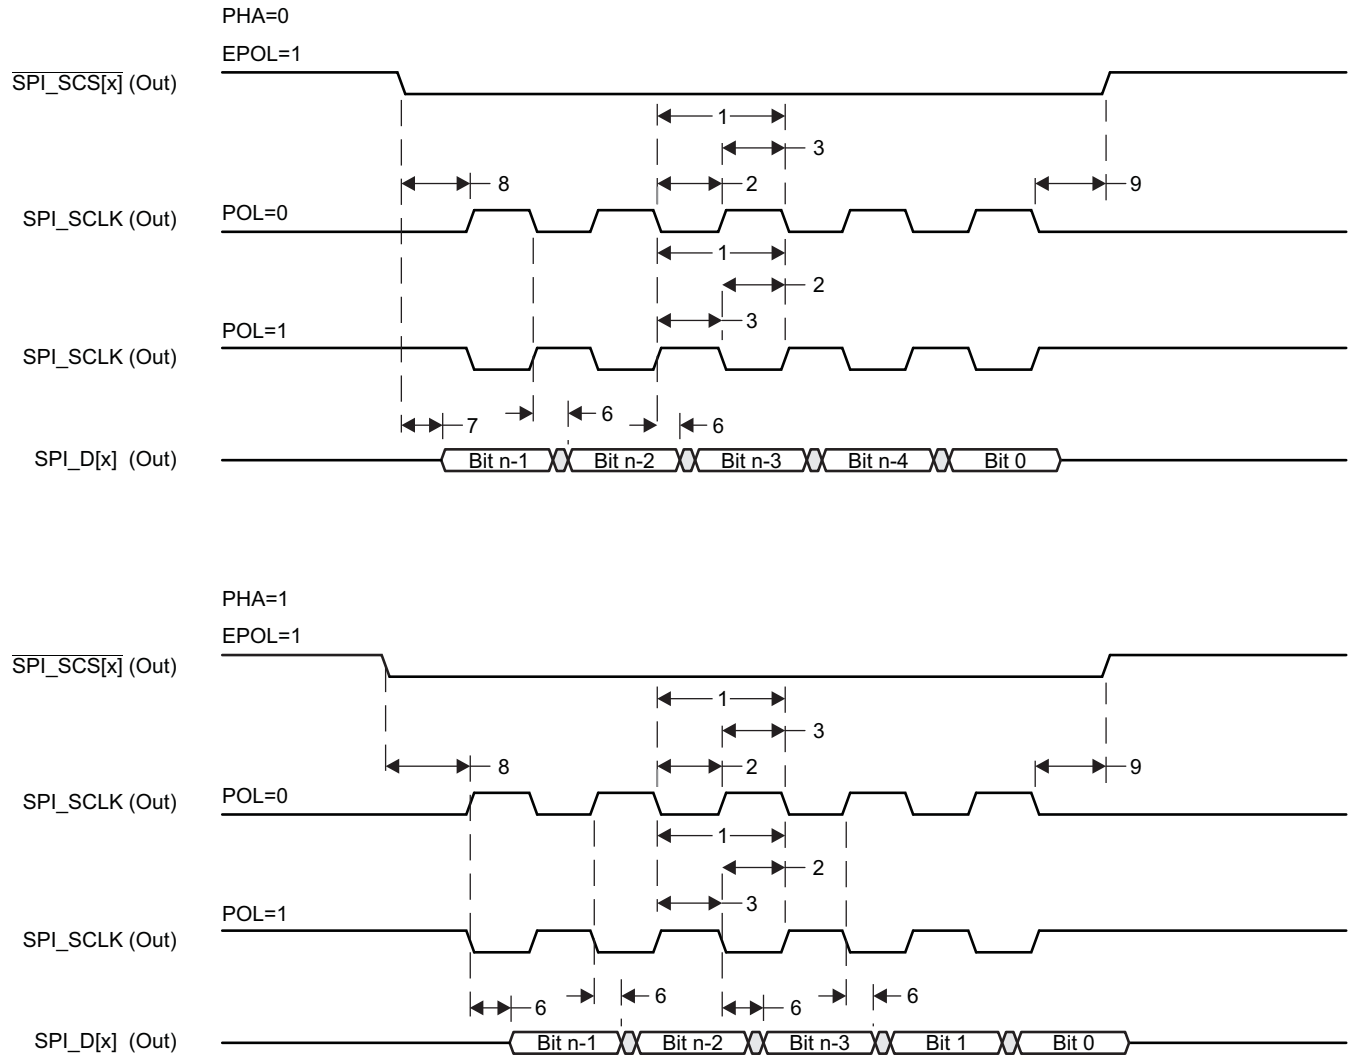 PHA=0
EPOL=1
SPI_SCS[x] (Out)
1
3
8
2
9
SPI_SCLK (Out)
POL=0
1
2
3
POL=1
SPI_SCLK (Out)
7
6
6
SPI_D[x] (Out)
Bit n-1
Bit n-2
Bit n-3
Bit n-4
Bit 0
PHA=1
EPOL=1
SPI_SCS[x] (Out)
1
3
8
2
9
SPI_SCLK (Out)
POL=0
1
2
3
POL=1
SPI_SCLK (Out)
6
6
6
6
SPI_D[x] (Out)
Bit n-1
Bit n-2
Bit n-3
Bit 1
Bit 0